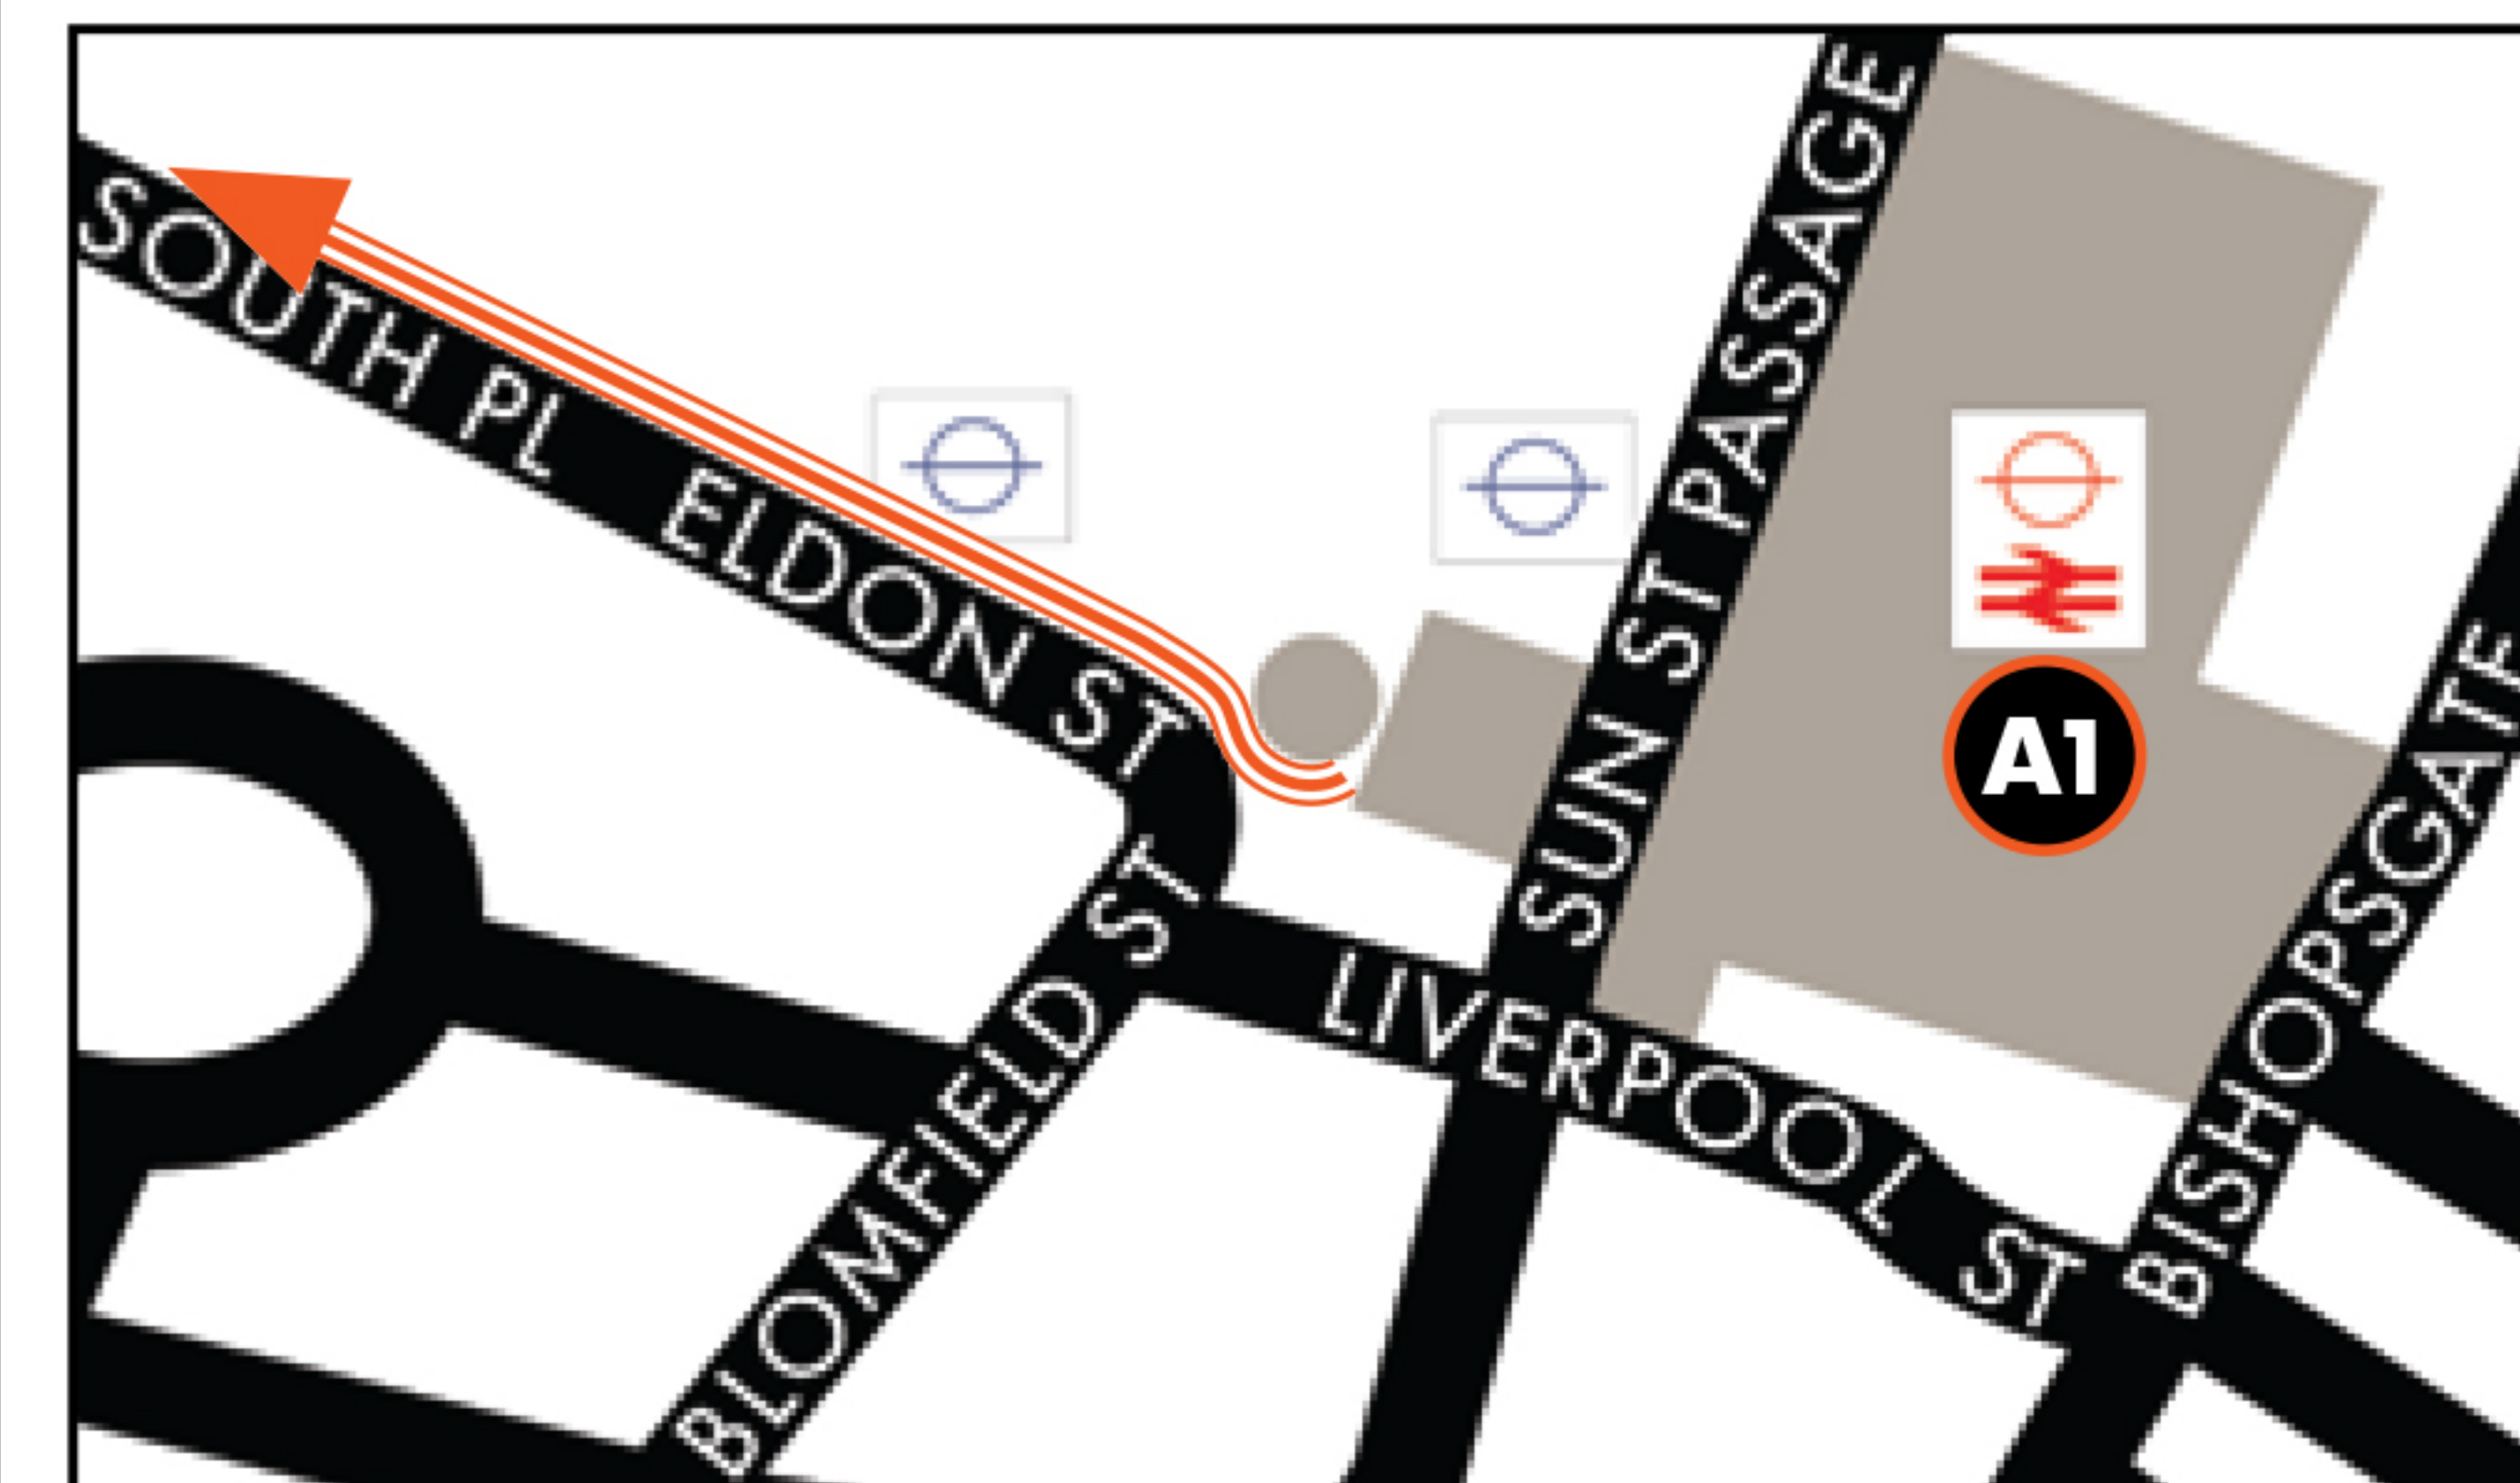 SOUTH PL
ELDON ST
SUN ST PASSAGE
A1
BISHOPSGATE
LIVERPOOL ST
BLOMFIELD ST